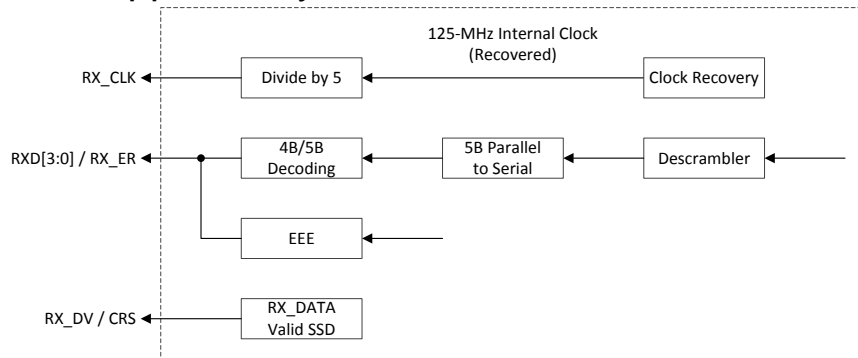 125-MHz Internal Clock
(Recovered)
RX_CLK
Divide by 5
Clock Recovery
RXD[3:0] / RX_ER
4B/5B
Decoding
5B Parallel
to Serial
Descrambler
EEE
RX_DV / CRS
RX_DATA
Valid SSD